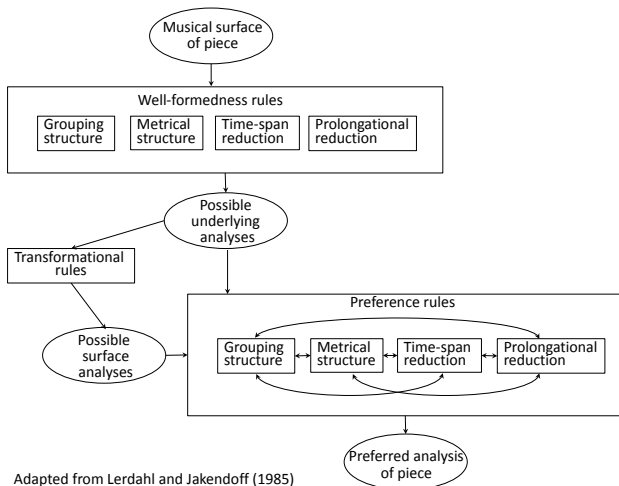 Musical surface
of piece
Well-formedness rules
Grouping
structure
Metrical
structure
Time-span
reduction
Prolongational
reduction
Possible
underlying
analyses
Transformational
rules
Possible
surface
analyses
Preference rules
Grouping
structure
Metrical
structure
Time-span
reduction
Prolongational
reduction
Preferred analysis
of piece
Adapted from Lerdahl and Jakendoff (1985)